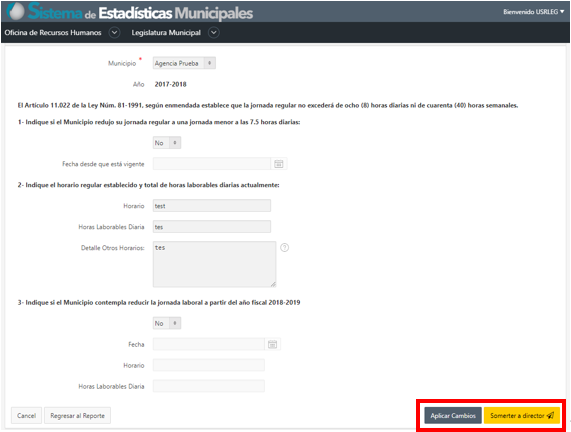 Sistema de Estadísticas Municipales
Bienvenido USRLEG
Oficina de Recursos Humanos Legislatura Municipal
Municipio * Agencia Prueba
Año 2017-2018
El Artículo 11.022 de la Ley Núm. 81-1991, según enmendada establece que la jornada regular no excederá de ocho (8) horas diarias ni de cuarenta (40) horas semanales.
1- Indique si el Municipio redujo su jornada regular a una jornada menor a las 7.5 horas diarias:
No
Fecha desde que está vigente
2- Indique el horario regular establecido y total de horas laborables diarias actualmente:
Horario test
Horas Laborables Diaria tes
Detalle Otros Horarios: tes ?
3- Indique si el Municipio contempla reducir la jornada laboral a partir del año fiscal 2018-2019
No
Fecha
Horario
Horas Laborables Diaria
Cancel Regresar al Reporte Aplicar Cambios Somerter a director